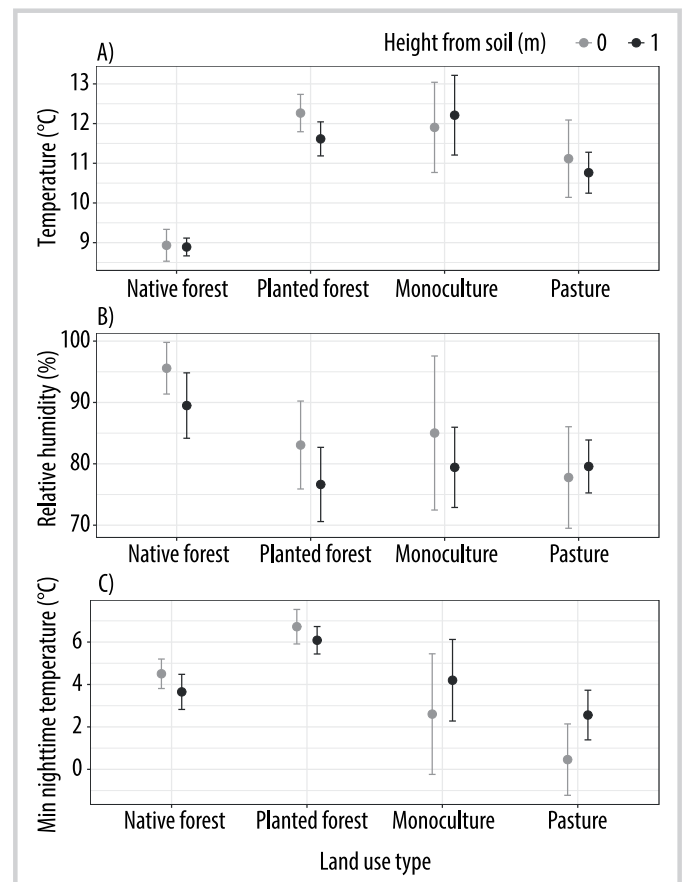 A)
Height from soil (m) 0 1
Temperature (°C)
13
12
11
10
9
Native forest Planted forest Monoculture Pasture
B)
Relative humidity (%)
100
90
80
70
Native forest Planted forest Monoculture Pasture
C)
Min nighttime temperature (°C)
6
4
2
0
Native forest Planted forest Monoculture Pasture
Land use type